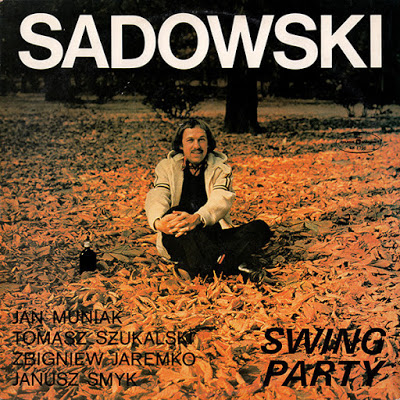 SADOWSKI
JAN MUNIAK
TOMASZ SZUKALSKI
ZBIGNIEW JAREMKO
JANUSZ SMYK
SWING
PARTY